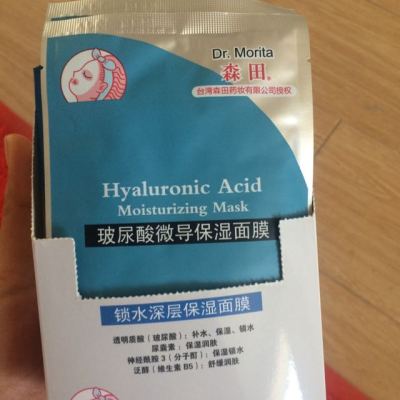 Dr. Morita
森田®
台湾森田药妆有限公司授权
Hyaluronic Acid
Moisturizing Mask
玻尿酸微导保湿面膜
锁水深层保湿面膜
透明质酸（玻尿酸）：补水、保湿、锁水
尿囊素：保湿润肤
神经酰胺 3（分子酊）：保湿锁水
泛醇（维生素 B5）：舒缓润肤